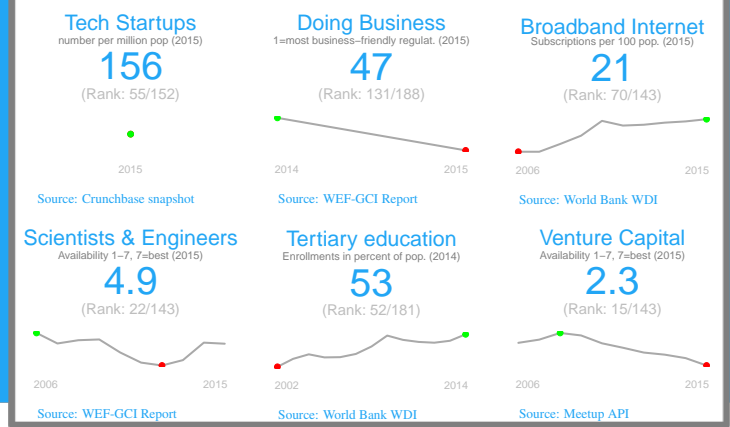 Tech Startups
number per million pop (2015)
156
(Rank: 55/152)
2015
Source: Crunchbase snapshot
Doing Business
1=most business−friendly regulat. (2015)
47
(Rank: 131/188)
2014 2015
Source: WEF-GCI Report
Broadband Internet
Subscriptions per 100 pop. (2015)
21
(Rank: 70/143)
2006 2015
Source: World Bank WDI
Scientists & Engineers
Availability 1−7, 7=best (2015)
4.9
(Rank: 22/143)
2006 2015
Source: WEF-GCI Report
Tertiary education
Enrollments in percent of pop. (2014)
53
(Rank: 52/181)
2002 2014
Source: World Bank WDI
Venture Capital
Availability 1−7, 7=best (2015)
2.3
(Rank: 15/143)
2006 2015
Source: Meetup API